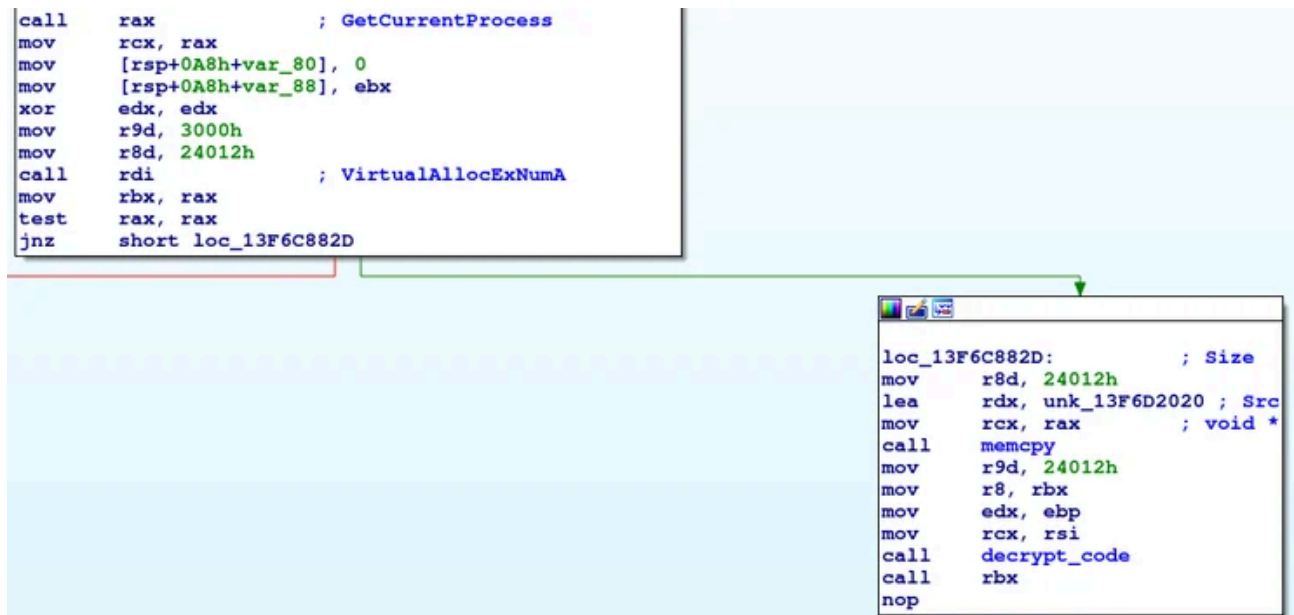 call rax ; GetCurrentProcess
mov rcx, rax
mov [rsp+0A8h+var_80], 0
mov [rsp+0A8h+var_88], ebx
xor edx, edx
mov r9d, 3000h
mov r8d, 24012h
call rdi ; VirtualAllocExNumA
mov rbx, rax
test rax, rax
jnz short loc_13F6C882D
loc_13F6C882D: ; Size
mov r8d, 24012h
lea rdx, unk_13F6D2020 ; Src
mov rcx, rax ; void *
call memcpy
mov r9d, 24012h
mov r8, rbx
mov edx, ebp
mov rcx, rsi
call decrypt_code
call rbx
nop